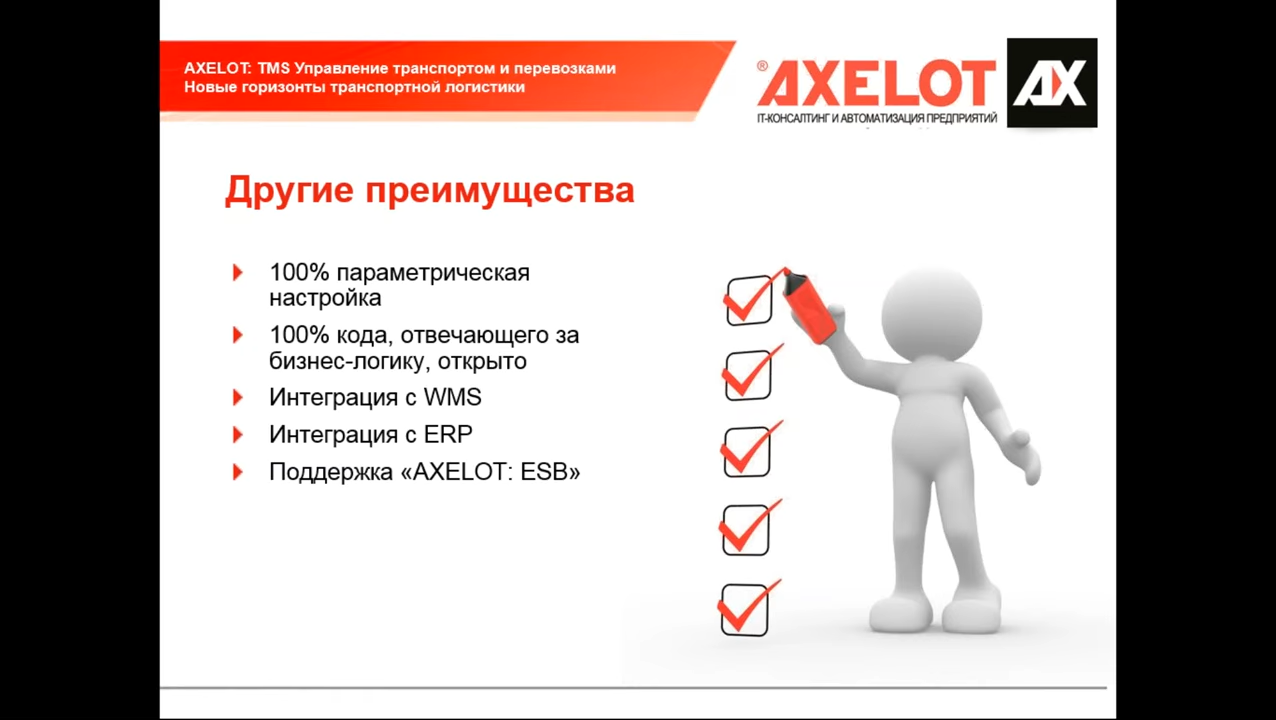 AXELOT: TMS Управление транспортом и перевозками
Новые горизонты транспортной логистики
® AXELOT
AX
IT-КОНСАЛТИНГ И АВТОМАТИЗАЦИЯ ПРЕДПРИЯТИЙ
Другие преимущества
100% параметрическая
настройка
100% кода, отвечающего за
бизнес-логику, открыто
Интеграция с WMS
Интеграция с ERP
Поддержка «AXELOT: ESB»